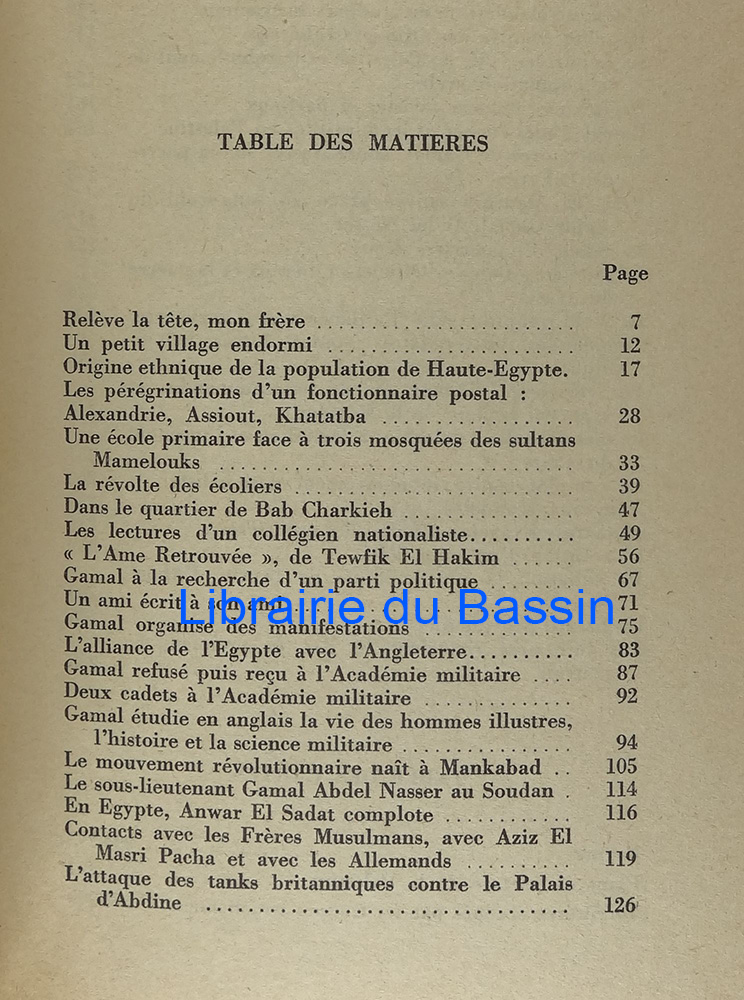 TABLE DES MATIERES
Page
Relève la tête, mon frère ........................ 7
Un petit village endormi ........................ 12
Origine ethnique de la population de Haute-Egypte. 17
Les pérégrinations d'un fonctionnaire postal :
Alexandrie, Assiout, Khatatba .................. 28
Une école primaire face à trois mosquées des sultans
Mamelouks .................................. 33
La révolte des écoliers ........................... 39
Dans le quartier de Bab Charkieh ................ 47
Les lectures d'un collégien nationaliste.......... 49
« L'Ame Retrouvée », de Tewfik El Hakim ...... 56
Gamal à la recherche d'un parti politique ........ 67
Un ami écrit à son ami ........................ 71
Librairie du Bassin
Gamal organise des manifestations .............. 75
L'alliance de l'Egypte avec l'Angleterre.......... 83
Gamal refusé puis reçu à l'Académie militaire .... 87
Deux cadets à l'Académie militaire .............. 92
Gamal étudie en anglais la vie des hommes illustres,
l'histoire et la science militaire ................ 94
Le mouvement révolutionnaire naît à Mankabad .. 105
Le sous-lieutenant Gamal Abdel Nasser au Soudan . 114
En Egypte, Anwar El Sadat complote ............ 116
Contacts avec les Frères Musulmans, avec Aziz El
Masri Pacha et avec les Allemands .......... 119
L'attaque des tanks britanniques contre le Palais
d'Abdine ................................... 126